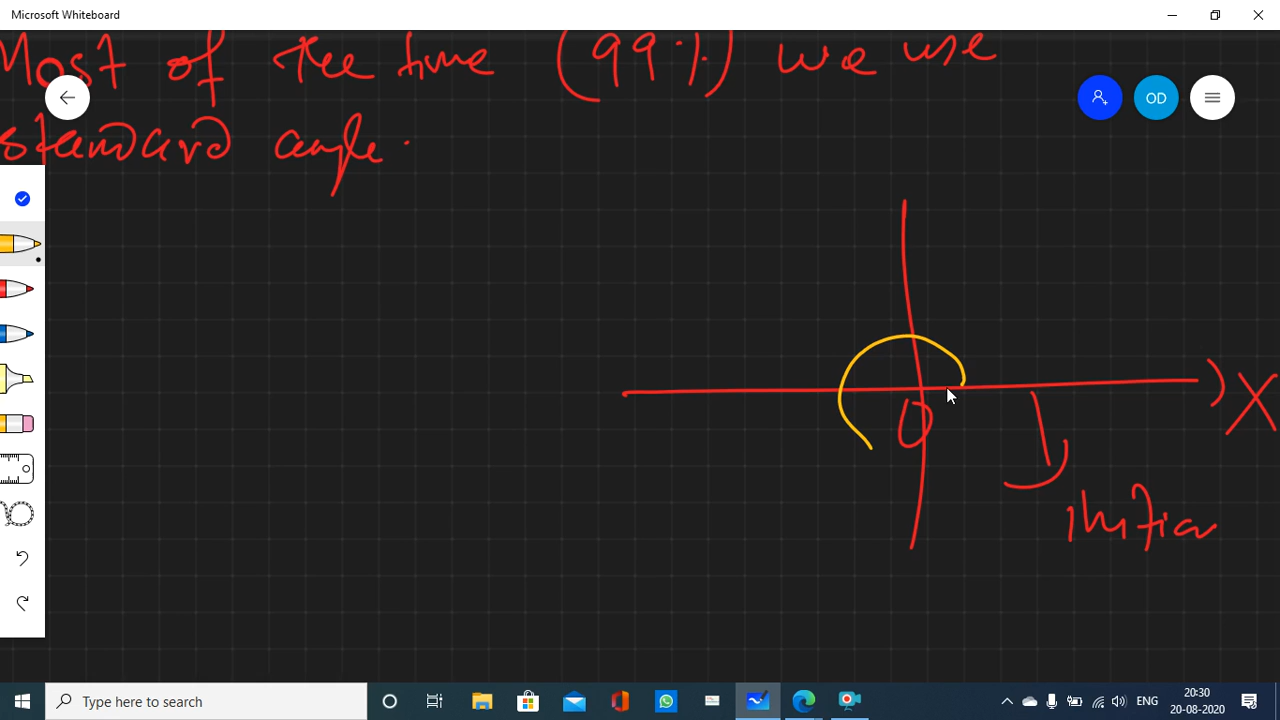 Microsoft Whiteboard
Most of the time (99%) we use
standard angle.
OD
O
X
initial
Type here to search
ENG
20:30
20-08-2020